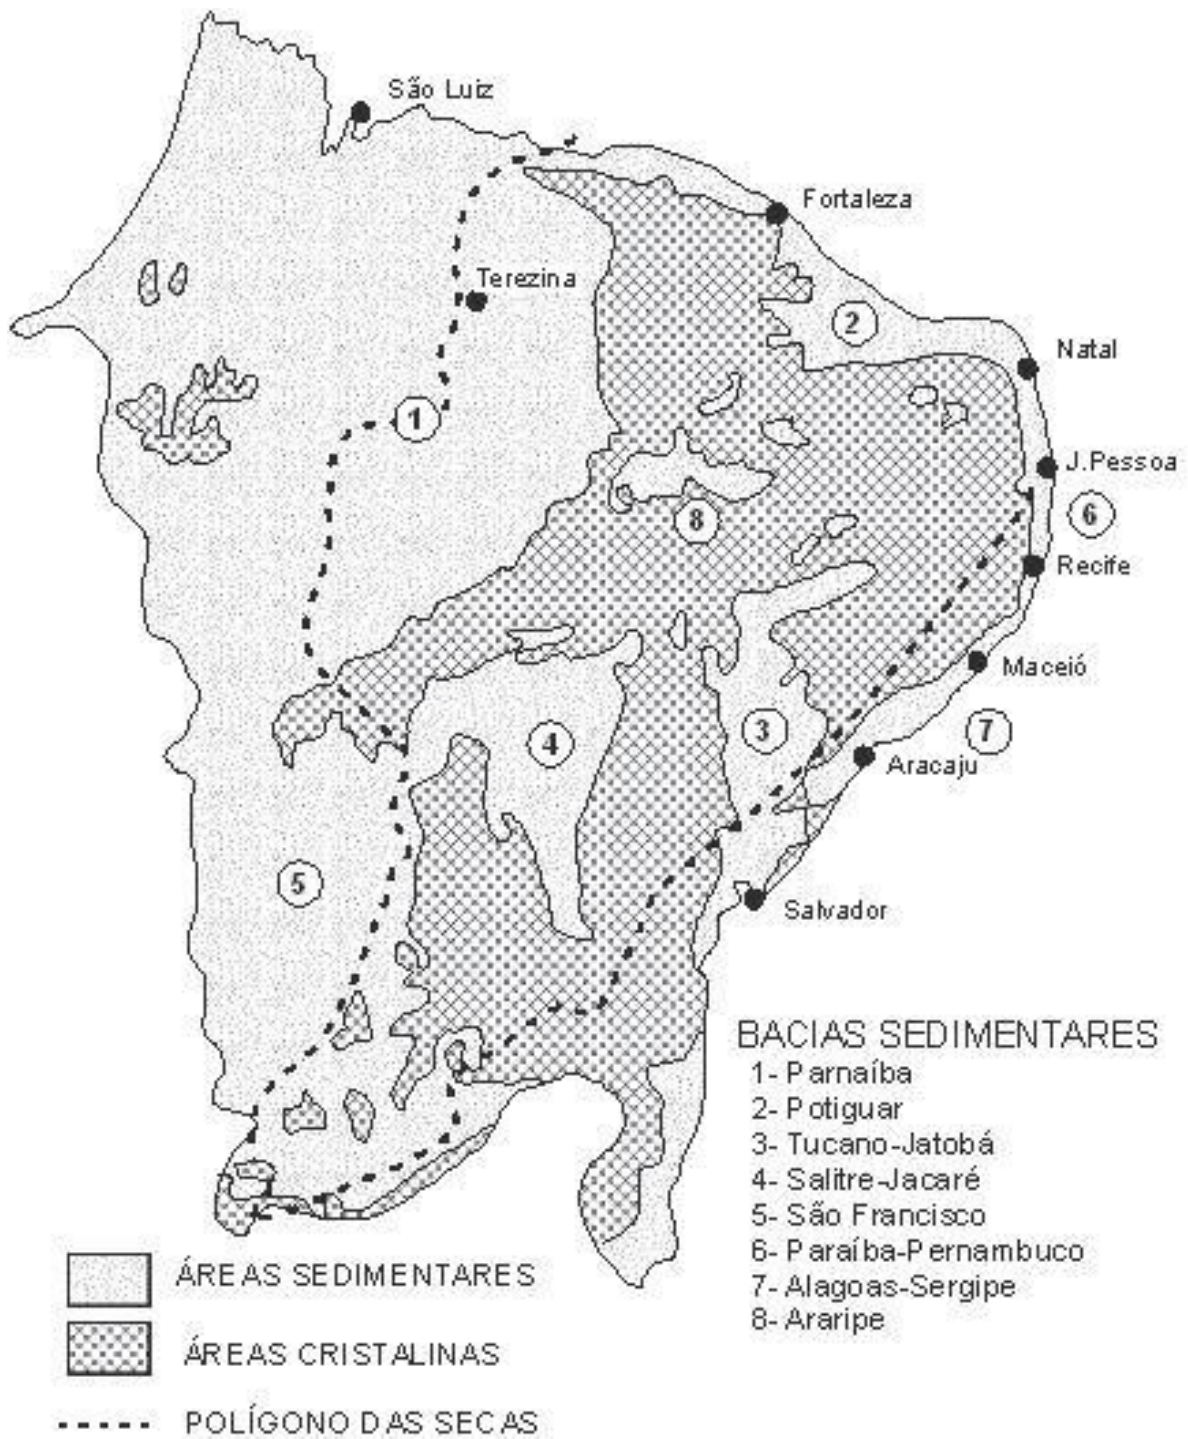 São Luiz
Fortaleza
Terezina
2
Natal
1
J.Pessoa
8
6
Recife
Maceió
3
7
4
Aracaju
5
Salvador
BACIAS SEDIMENTARES
1- Parnaíba
2- Potiguar
3- Tucano-Jatobá
4- Salitre-Jacaré
5- São Francisco
6- Paraíba-Pernambuco
7- Alagoas-Sergipe
8- Araripe
ÁREAS SEDIMENTARES
ÁREAS CRISTALINAS
POLÍGONO DAS SECAS